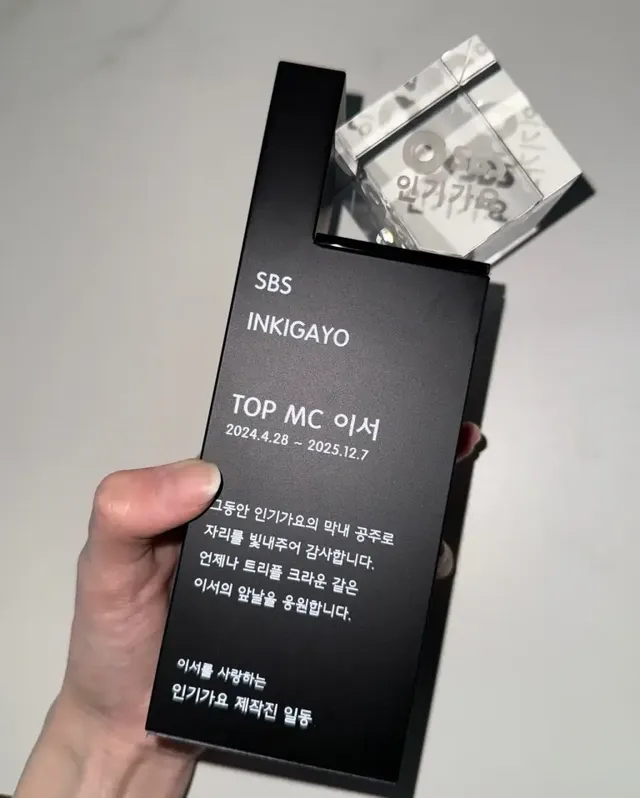 인기가요
SBS
INKIGAYO
TOP MC 이서
2024.4.28 ~ 2025.12.7
그동안 인기가요의 막내 공주로
자리를 빛내주어 감사합니다.
언제나 트리플 크라운 같은
이서의 앞날을 응원합니다.
이서를 사랑하는
인기가요 제작진 일동